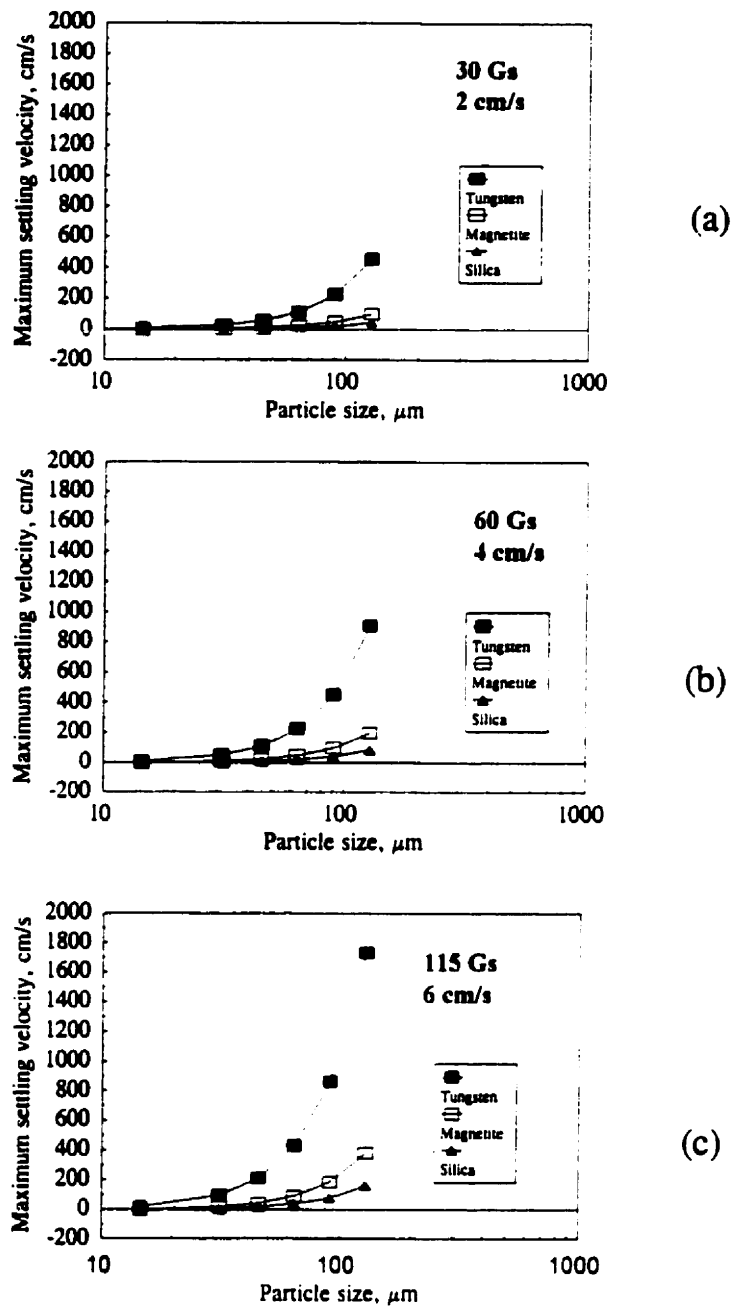 2000
1800
1600
1400
1200
1000
800
600
400
200
0
-200
Maximum settling velocity, cm/s
30 Gs
2 cm/s
Tungsten
Magnetite
Silica
(a)
10
100
1000
Particle size, μm
2000
1800
1600
1400
1200
1000
800
600
400
200
0
-200
Maximum settling velocity, cm/s
60 Gs
4 cm/s
Tungsten
Magnetite
Silica
(b)
10
100
1000
Particle size, μm
2000
1800
1600
1400
1200
1000
800
600
400
200
0
-200
Maximum settling velocity, cm/s
115 Gs
6 cm/s
Tungsten
Magnetite
Silica
(c)
10
100
1000
Particle size, μm